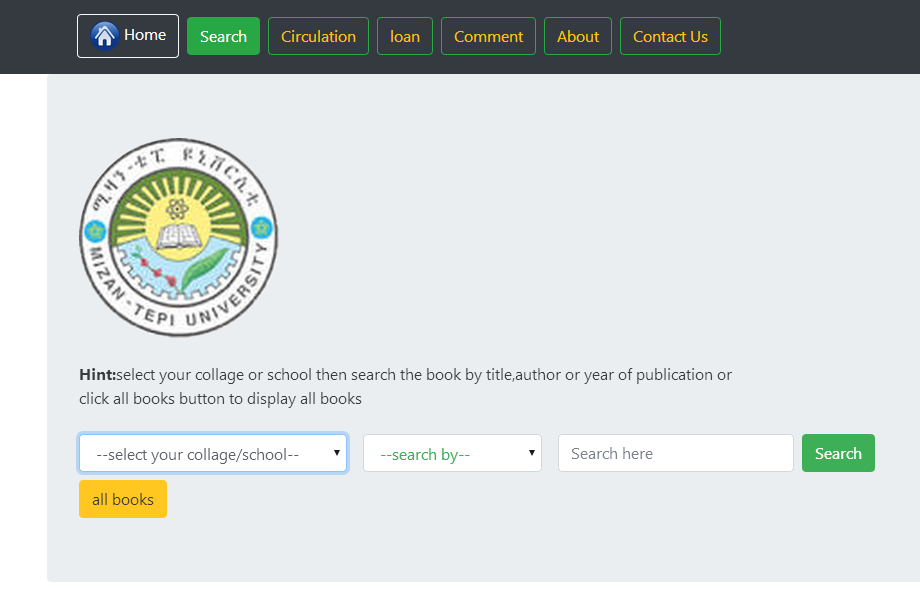 Home Search Circulation loan Comment About Contact Us
ሚዛን-ቴፒ ዩኒቨርሲቲ
MIZAN-TEPI UNIVERSITY
Hint:select your collage or school then search the book by title,author or year of publication or
click all books button to display all books
--select your collage/school-- --search by-- Search here Search
all books